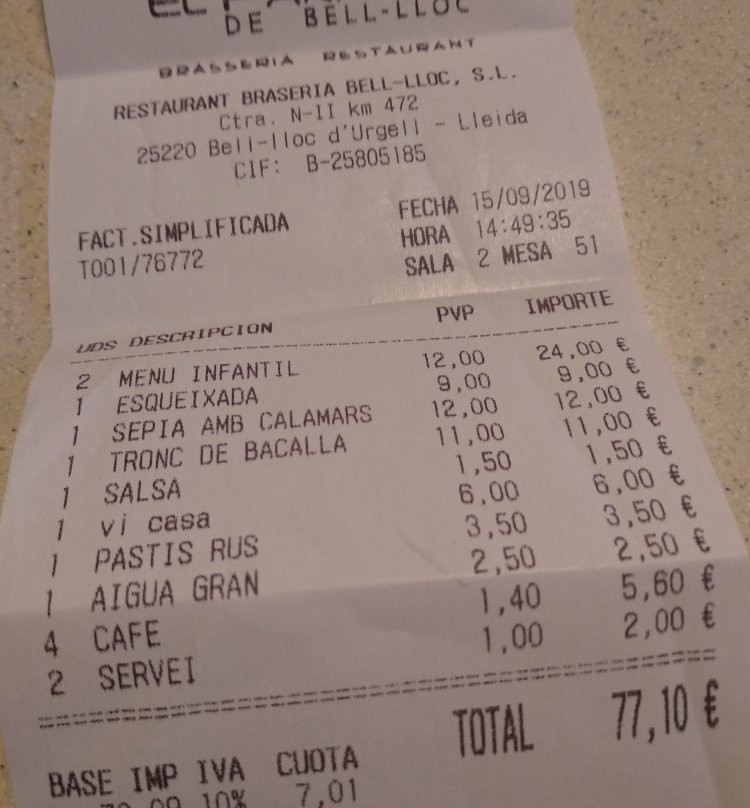 DE BELL-LLOC
BRASSERIA RESTAURANT
RESTAURANT BRASERIA BELL-LLOC, S.L.
Ctra. N-II km 472
25220 Bell-lloc d'Urgell - Lleida
CIF: B-25805185
FACT.SIMPLIFICADA FECHA 15/09/2019
T001/76772 HORA 14:49:35
SALA 2 MESA 51
UDS DESCRIPCION PVP IMPORTE
2 MENU INFANTIL 12,00 24,00 €
1 ESQUEIXADA 9,00 9,00 €
1 SEPIA AMB CALAMARS 12,00 12,00 €
1 TRONC DE BACALLA 11,00 11,00 €
1 SALSA 1,50 1,50 €
1 vi casa 6,00 6,00 €
1 PASTIS RUS 3,50 3,50 €
1 AIGUA GRAN 2,50 2,50 €
4 CAFE 1,40 5,60 €
2 SERVEI 1,00 2,00 €
TOTAL 77,10 €
BASE IMP IVA CUOTA
10% 7,01